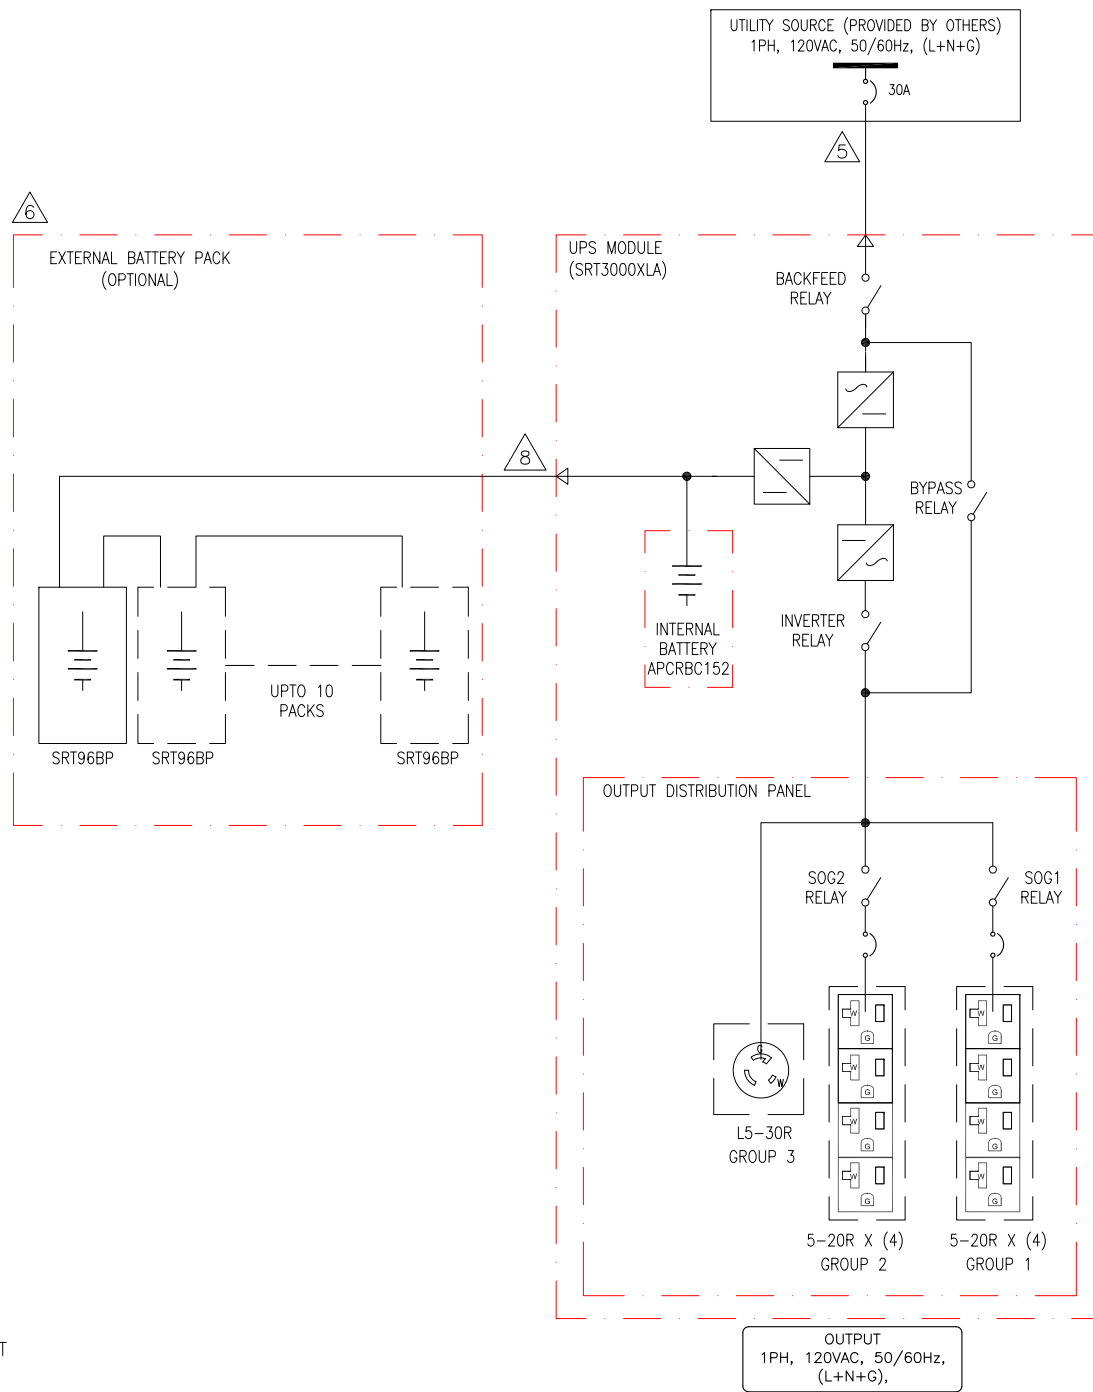 UTILITY SOURCE (PROVIDED BY OTHERS)
1PH, 120VAC, 50/60Hz, (L+N+G)
30A
5
6
EXTERNAL BATTERY PACK
(OPTIONAL)
UPS MODULE
(SRT3000XLA)
BACKFEED
RELAY
8
BYPASS
RELAY
INTERNAL
BATTERY
APCRBC152
INVERTER
RELAY
UPTO 10
PACKS
SRT96BP
SRT96BP
SRT96BP
OUTPUT DISTRIBUTION PANEL
SOG2
RELAY
SOG1
RELAY
G
W
L5-30R
GROUP 3
W
G
W
G
W
G
W
G
5-20R X (4)
GROUP 2
W
G
W
G
W
G
W
G
5-20R X (4)
GROUP 1
T
OUTPUT
1PH, 120VAC, 50/60Hz,
(L+N+G),